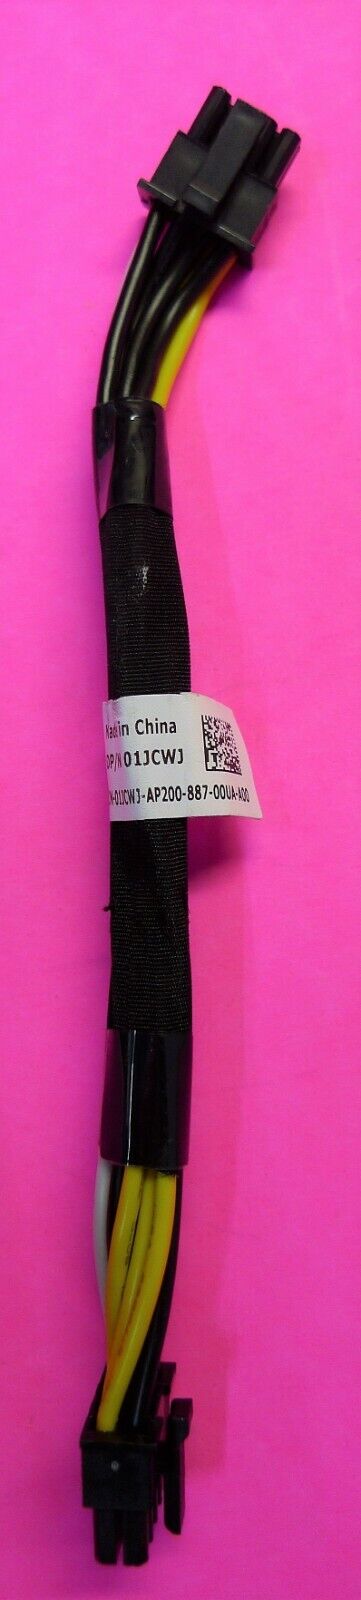 Made in China
DP/N 01JCWJ
CN-01JCWJ-AP200-887-00UA-A00